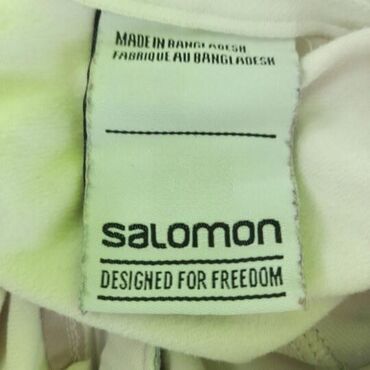 MADE IN BANGLADESH
FABRIQUE AU BANGLADESH
salomon
DESIGNED FOR FREEDOM